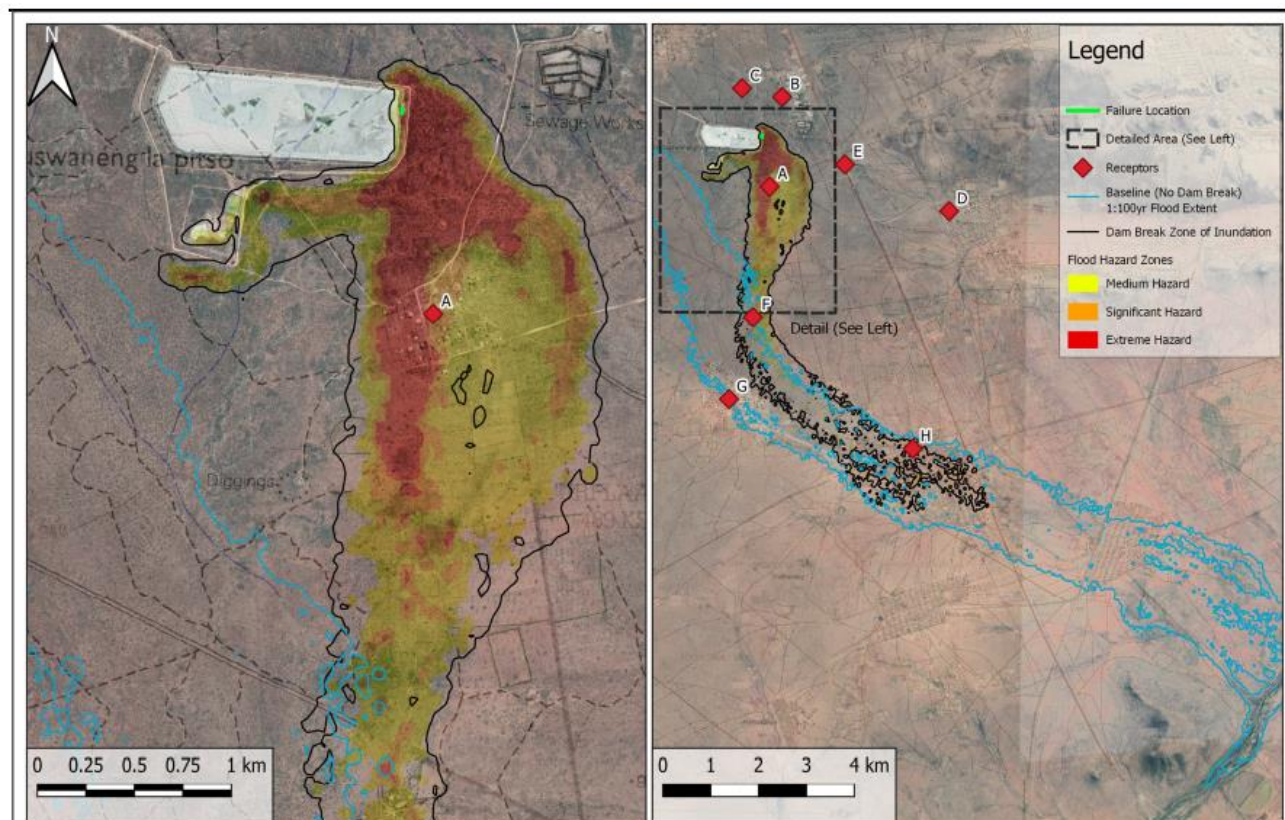 N
Sewage Works
uswaneng la pitso
A
Diggings
0 0.25 0.5 0.75 1 km
C
B
E
A
D
F
Detail (See Left)
G
H
0 1 2 3 4 km
Legend
Failure Location
Detailed Area (See Left)
Receptors
Baseline (No Dam Break)
1:100yr Flood Extent
Dam Break Zone of Inundation
Flood Hazard Zones
Medium Hazard
Significant Hazard
Extreme Hazard